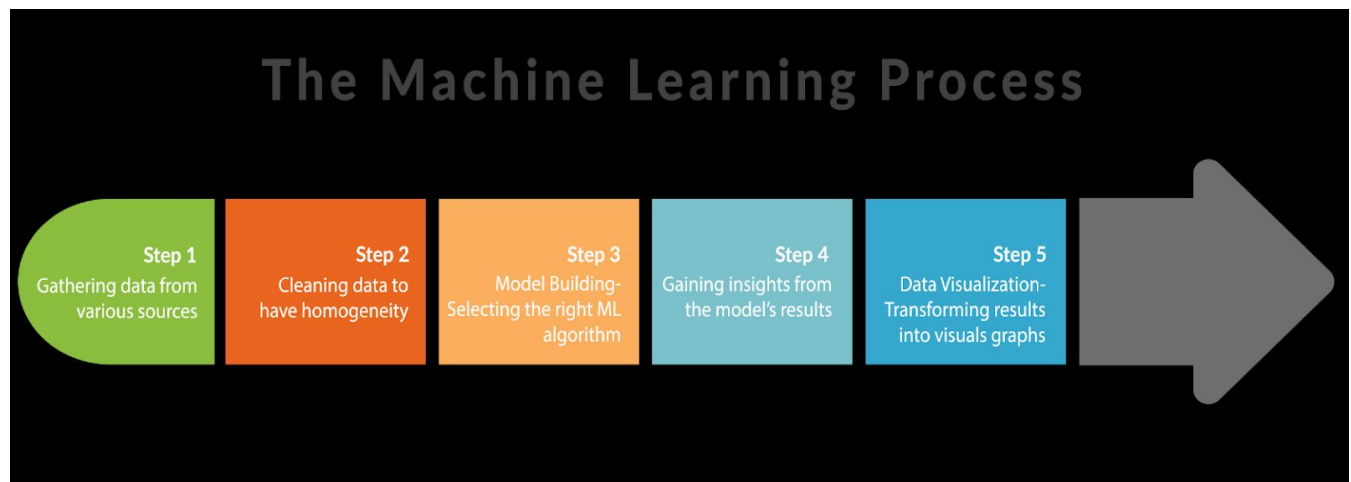 The Machine Learning Process
Step 1
Gathering data from
various sources
Step 2
Cleaning data to
have homogeneity
Step 3
Model Building-
Selecting the right ML
algorithm
Step 4
Gaining insights from
the model's results
Step 5
Data Visualization-
Transforming results
into visuals graphs